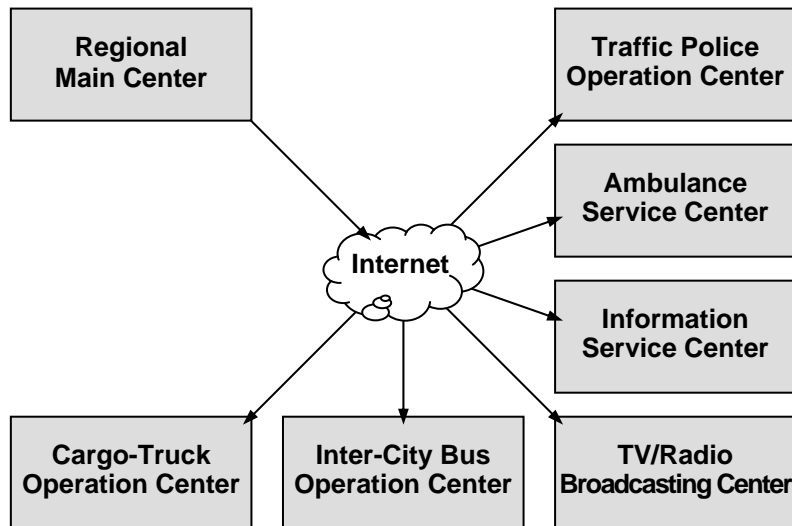 Regional
Main Center
Traffic Police
Operation Center
Ambulance
Service Center
Internet
Information
Service Center
Cargo-Truck
Operation Center
Inter-City Bus
Operation Center
TV/Radio
Broadcasting Center